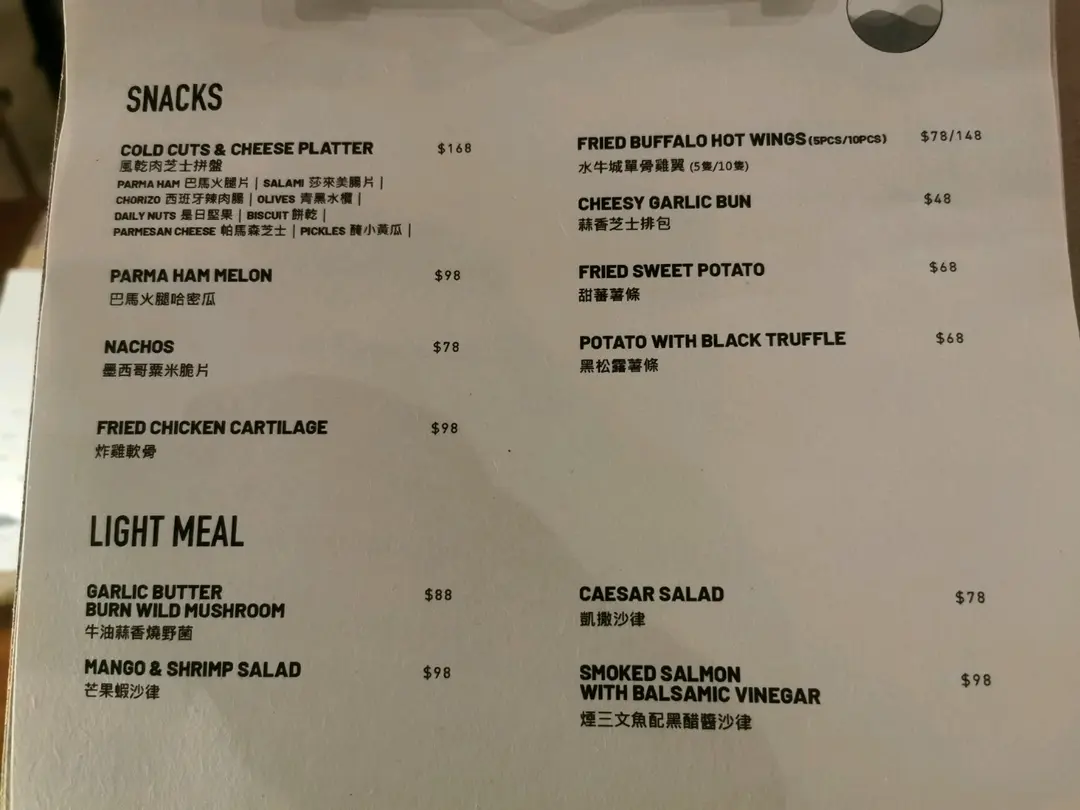 SNACKS
COLD CUTS & CHEESE PLATTER $168
風乾肉芝士拼盤
PARMA HAM 巴馬火腿片 | SALAMI 莎來美腸片 |
CHORIZO 西班牙辣肉腸 | OLIVES 青黑水欖 |
DAILY NUTS 是日堅果 | BISCUIT 餅乾 |
PARMESAN CHEESE 帕馬森芝士 | PICKLES 醃小黃瓜 |
PARMA HAM MELON $98
巴馬火腿哈密瓜
NACHOS $78
墨西哥粟米脆片
FRIED CHICKEN CARTILAGE $98
炸雞軟骨
FRIED BUFFALO HOT WINGS (5PCS/10PCS) $78/148
水牛城單骨雞翼 (5隻/10隻)
CHEESY GARLIC BUN $48
蒜香芝士排包
FRIED SWEET POTATO $68
甜蕃薯條
POTATO WITH BLACK TRUFFLE $68
黑松露薯條
LIGHT MEAL
GARLIC BUTTER
BURN WILD MUSHROOM $88
牛油蒜香燒野菌
MANGO & SHRIMP SALAD $98
芒果蝦沙律
CAESAR SALAD $78
凱撒沙律
SMOKED SALMON
WITH BALSAMIC VINEGAR $98
煙三文魚配黑醋醬沙律